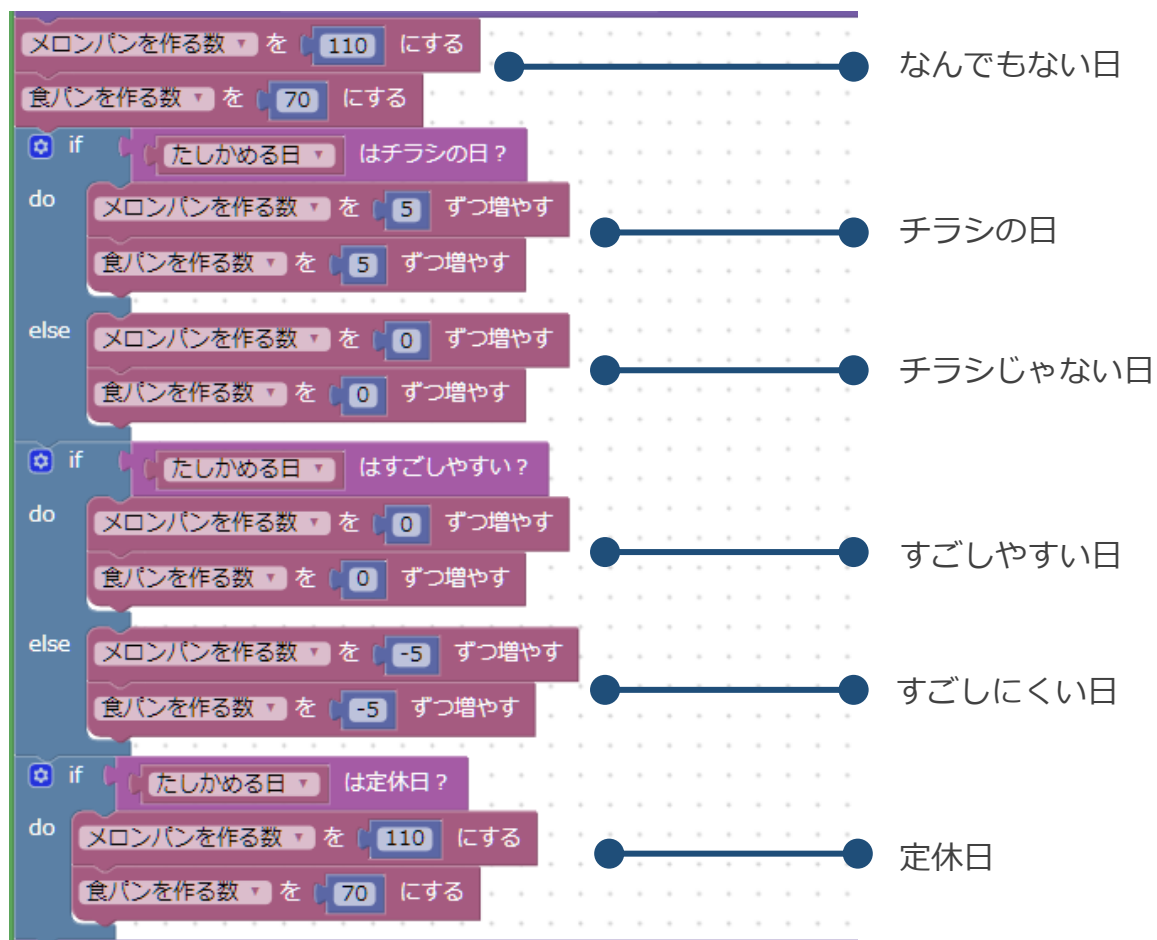 メロンパンを作る数 を 110 にする
なんでもない日
食パンを作る数 を 70 にする
if たしかめる日 はチラシの日？
do メロンパンを作る数 を 5 ずつ増やす
チラシの日
食パンを作る数 を 5 ずつ増やす
else メロンパンを作る数 を 0 ずつ増やす
チラシじゃない日
食パンを作る数 を 0 ずつ増やす
if たしかめる日 はすごしやすい？
do メロンパンを作る数 を 0 ずつ増やす
すごしやすい日
食パンを作る数 を 0 ずつ増やす
else メロンパンを作る数 を -5 ずつ増やす
すごしにくい日
食パンを作る数 を -5 ずつ増やす
if たしかめる日 は定休日？
do メロンパンを作る数 を 110 にする
定休日
食パンを作る数 を 70 にする